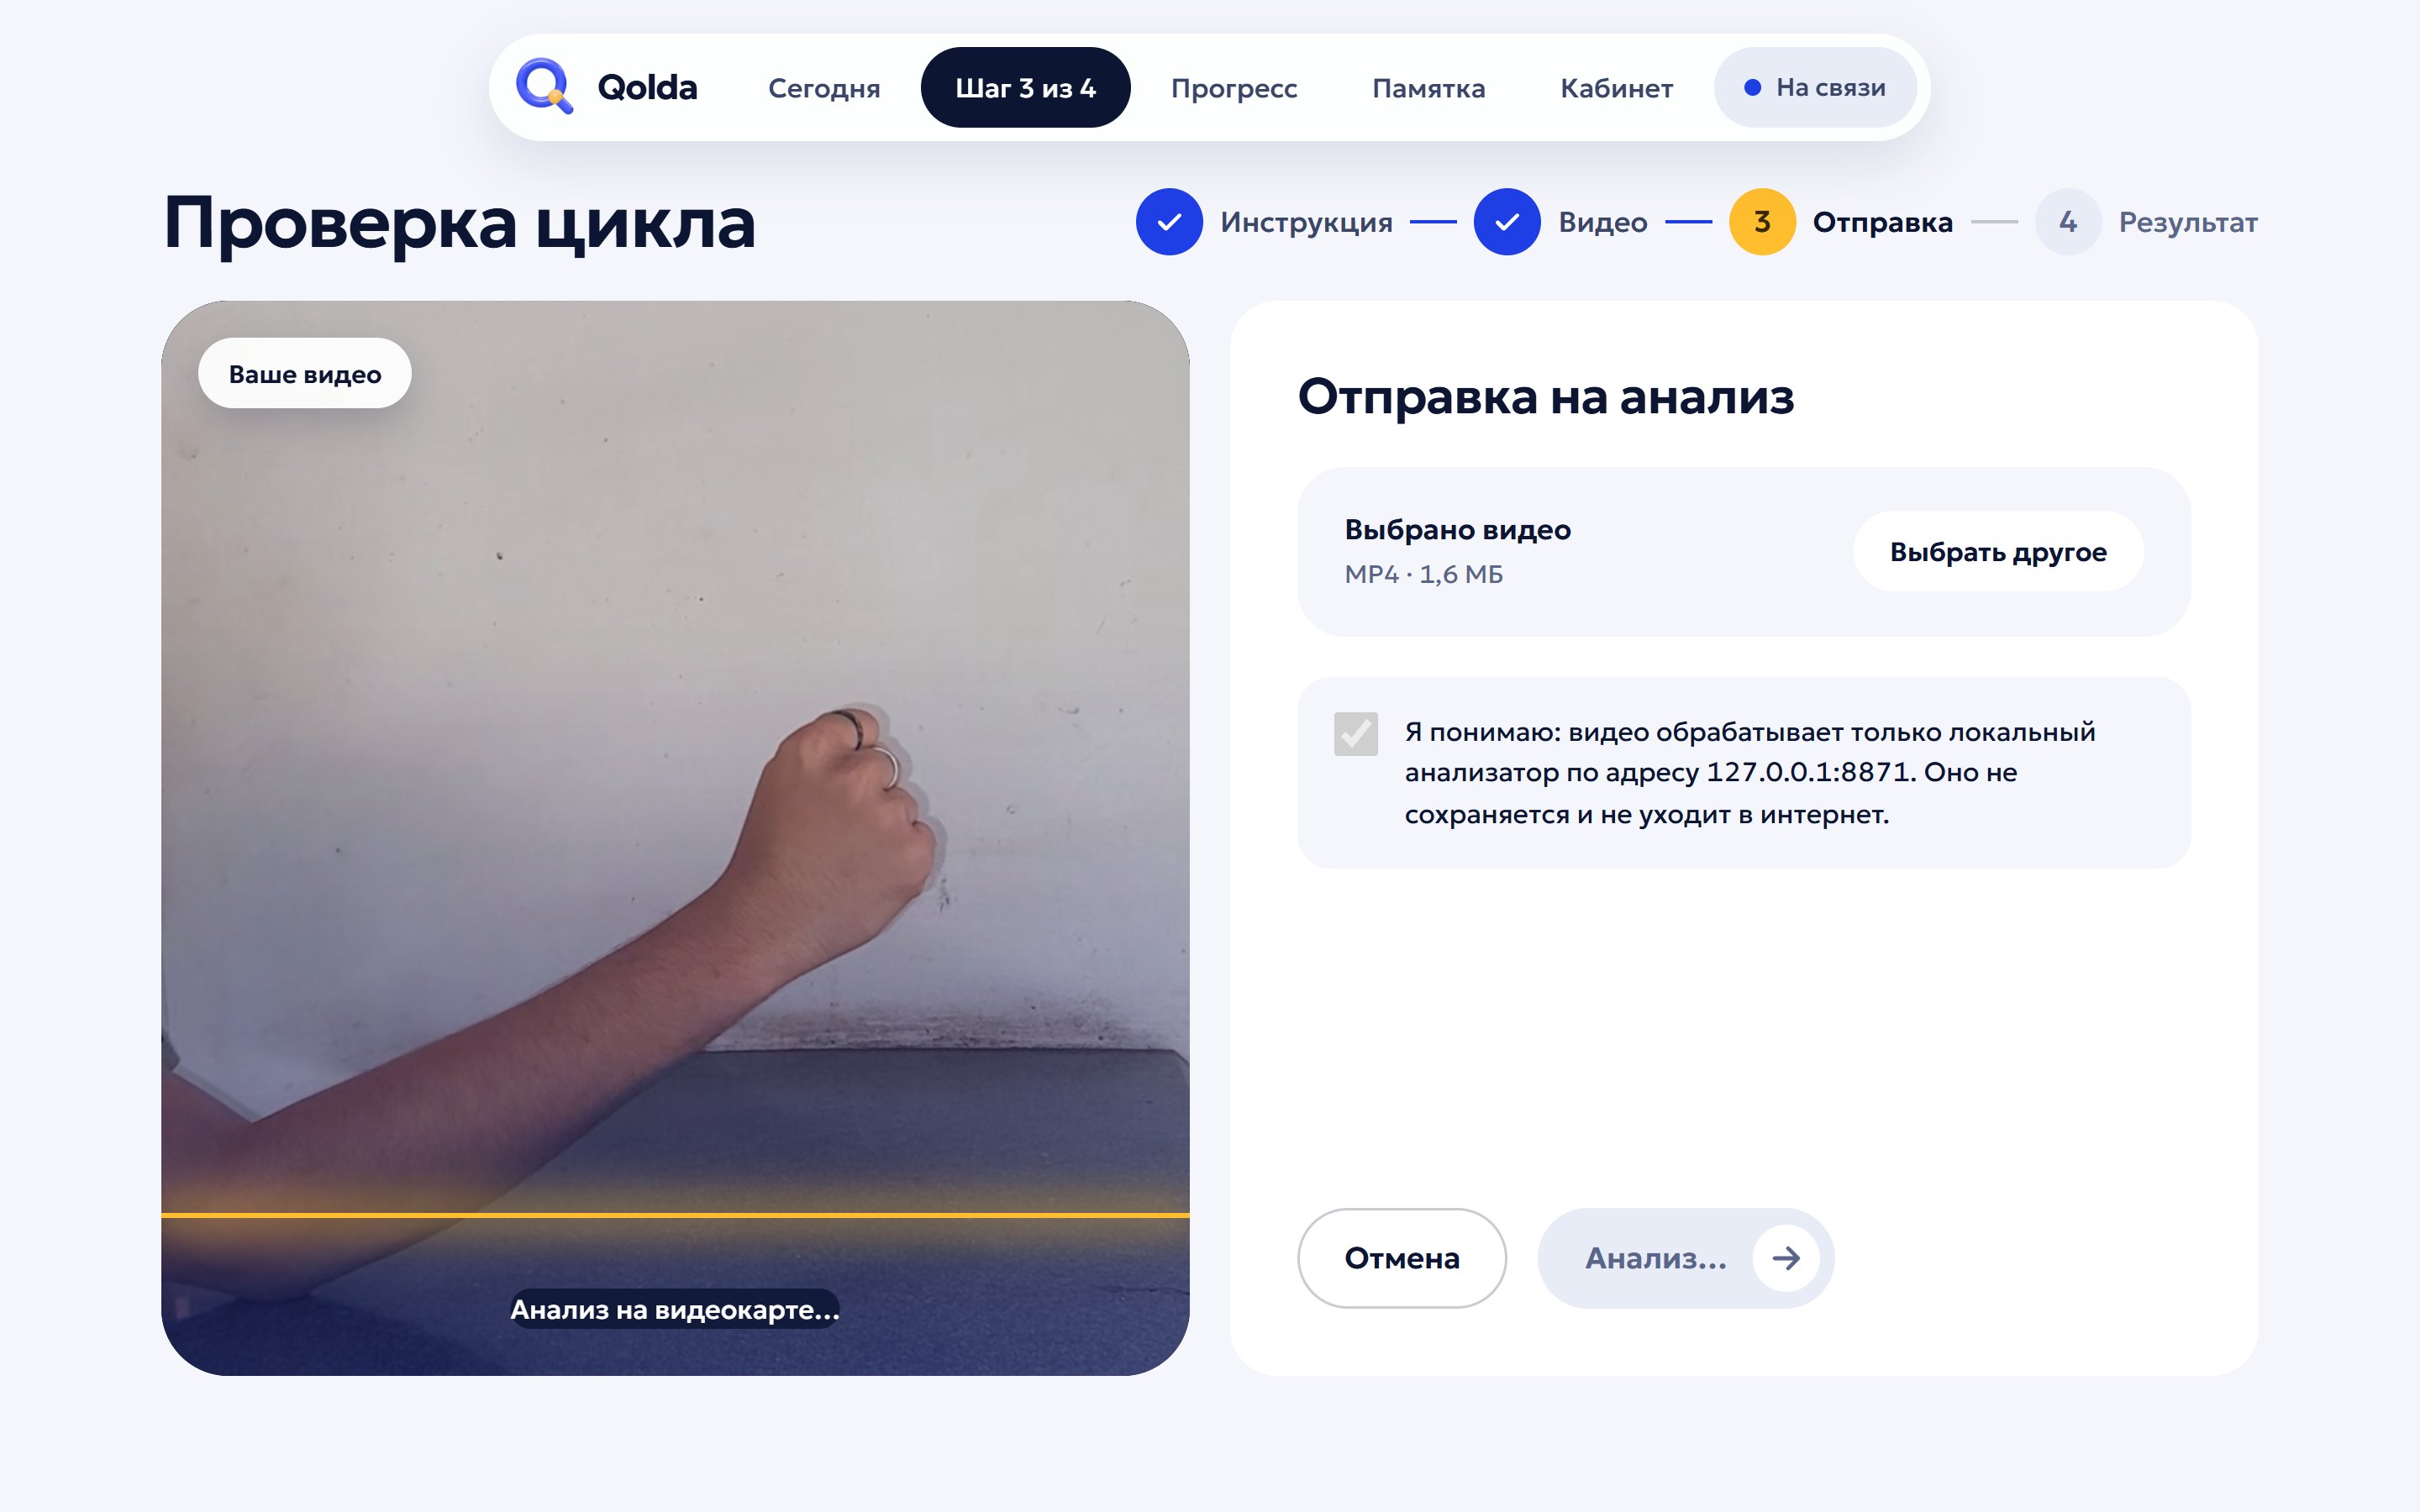 Qolda
Сегодня
Шаг 3 из 4
Прогресс
Памятка
Кабинет
На связи
Проверка цикла
Инструкция
Видео
3
Отправка
4
Результат
Ваше видео
Отправка на анализ
Выбрано видео
MP4 · 1,6 МБ
Выбрать другое
Я понимаю: видео обрабатывает только локальный
анализатор по адресу 127.0.0.1:8871. Оно не
сохраняется и не уходит в интернет.
Отмена
Анализ...
Анализ на видеокарте...